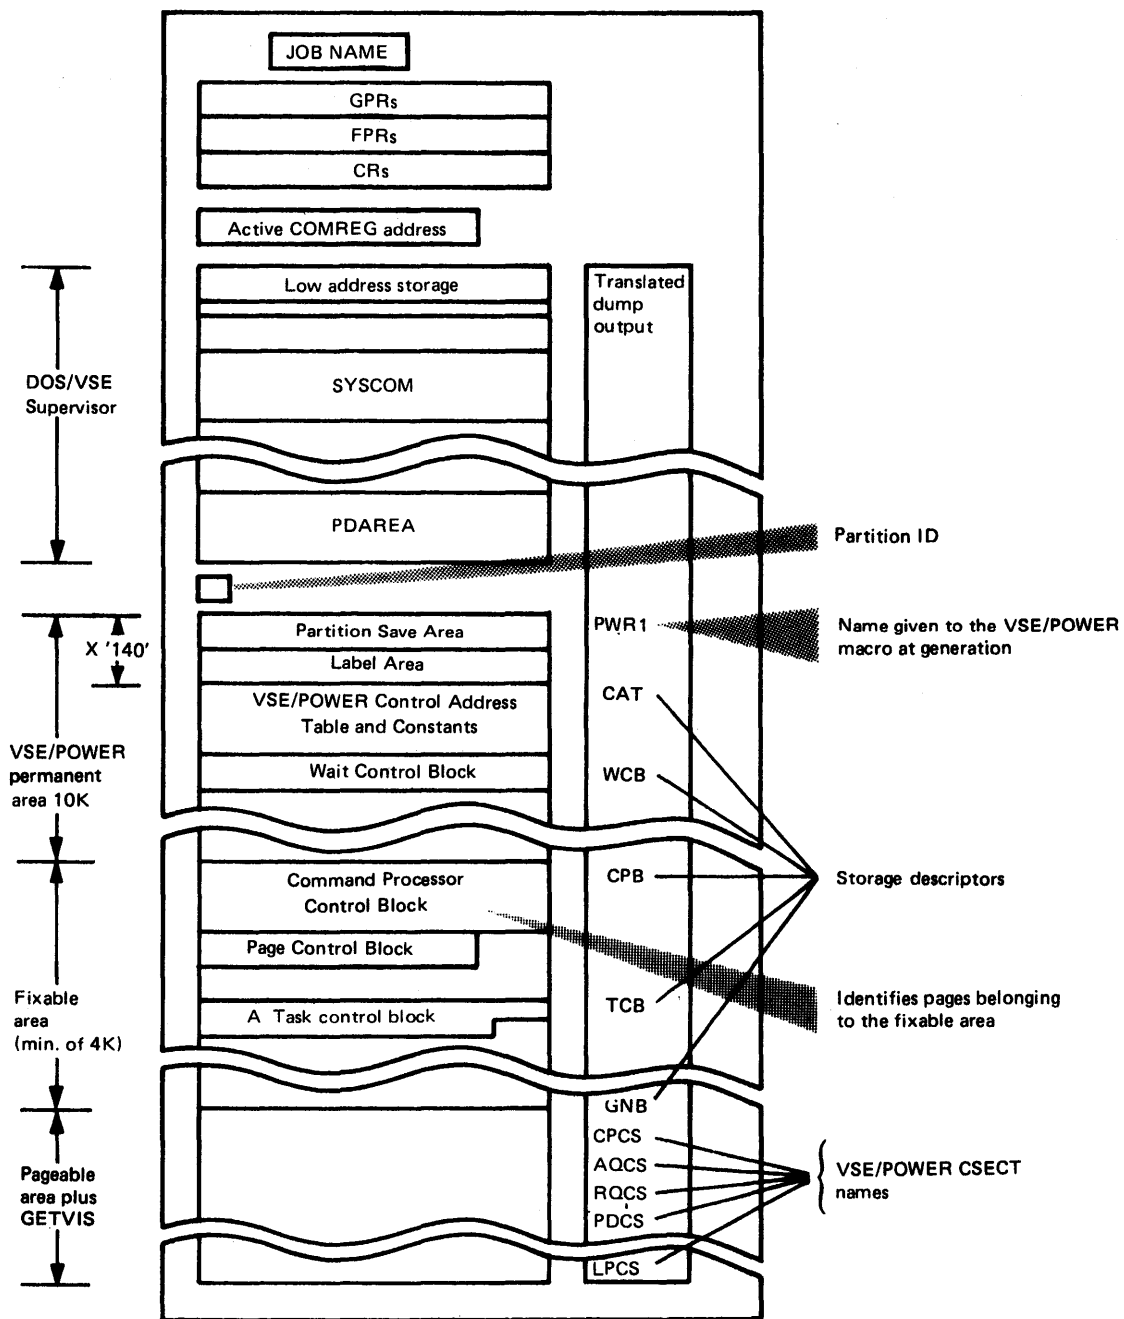 JOB NAME
GPRs
FPRs
CRs
Active COMREG address
Low address storage
SYSCOM
PDAREA
Partition Save Area
Label Area
VSE/POWER Control Address
Table and Constants
Wait Control Block
Command Processor
Control Block
Page Control Block
A Task control block
DOS/VSE
Supervisor
X '140'
VSE/POWER
permanent
area 10K
Fixable
area
(min. of 4K)
Pageable
area plus
GETVIS
Translated
dump
output
PWR1
CAT
WCB
CPB
TCB
GNB
CPCS
AQCS
RQCS
PDCS
LPCS
Partition ID
Name given to the VSE/POWER
macro at generation
Storage descriptors
Identifies pages belonging
to the fixable area
VSE/POWER CSECT
names